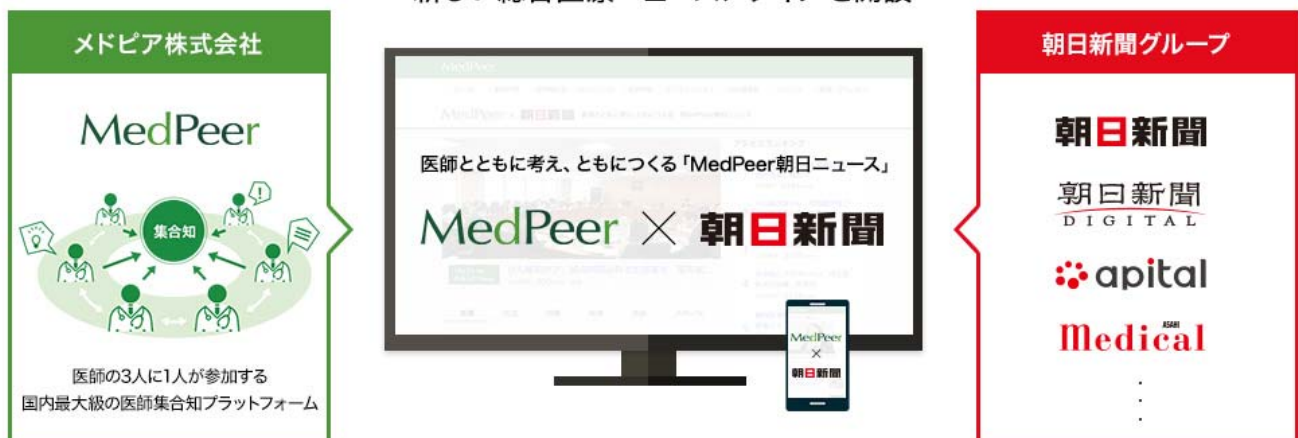 メドピア株式会社
MedPeer
集合知
医師の3人に1人が参加する
国内最大級の医師集合知プラットフォーム
MedPeer
医師とともに考え、ともにつくる「MedPeer朝日ニュース」
MedPeer × 朝日新聞
MedPeer
×
朝日新聞
朝日新聞グループ
朝日新聞
朝日新聞
DIGITAL
apital
ASAHI
Medical